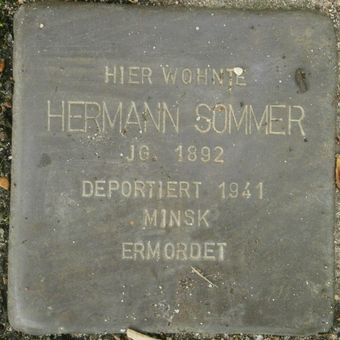 HIER WOHNTE
HERMANN SOMMER
JG. 1892
DEPORTIERT 1941
MINSK
ERMORDET